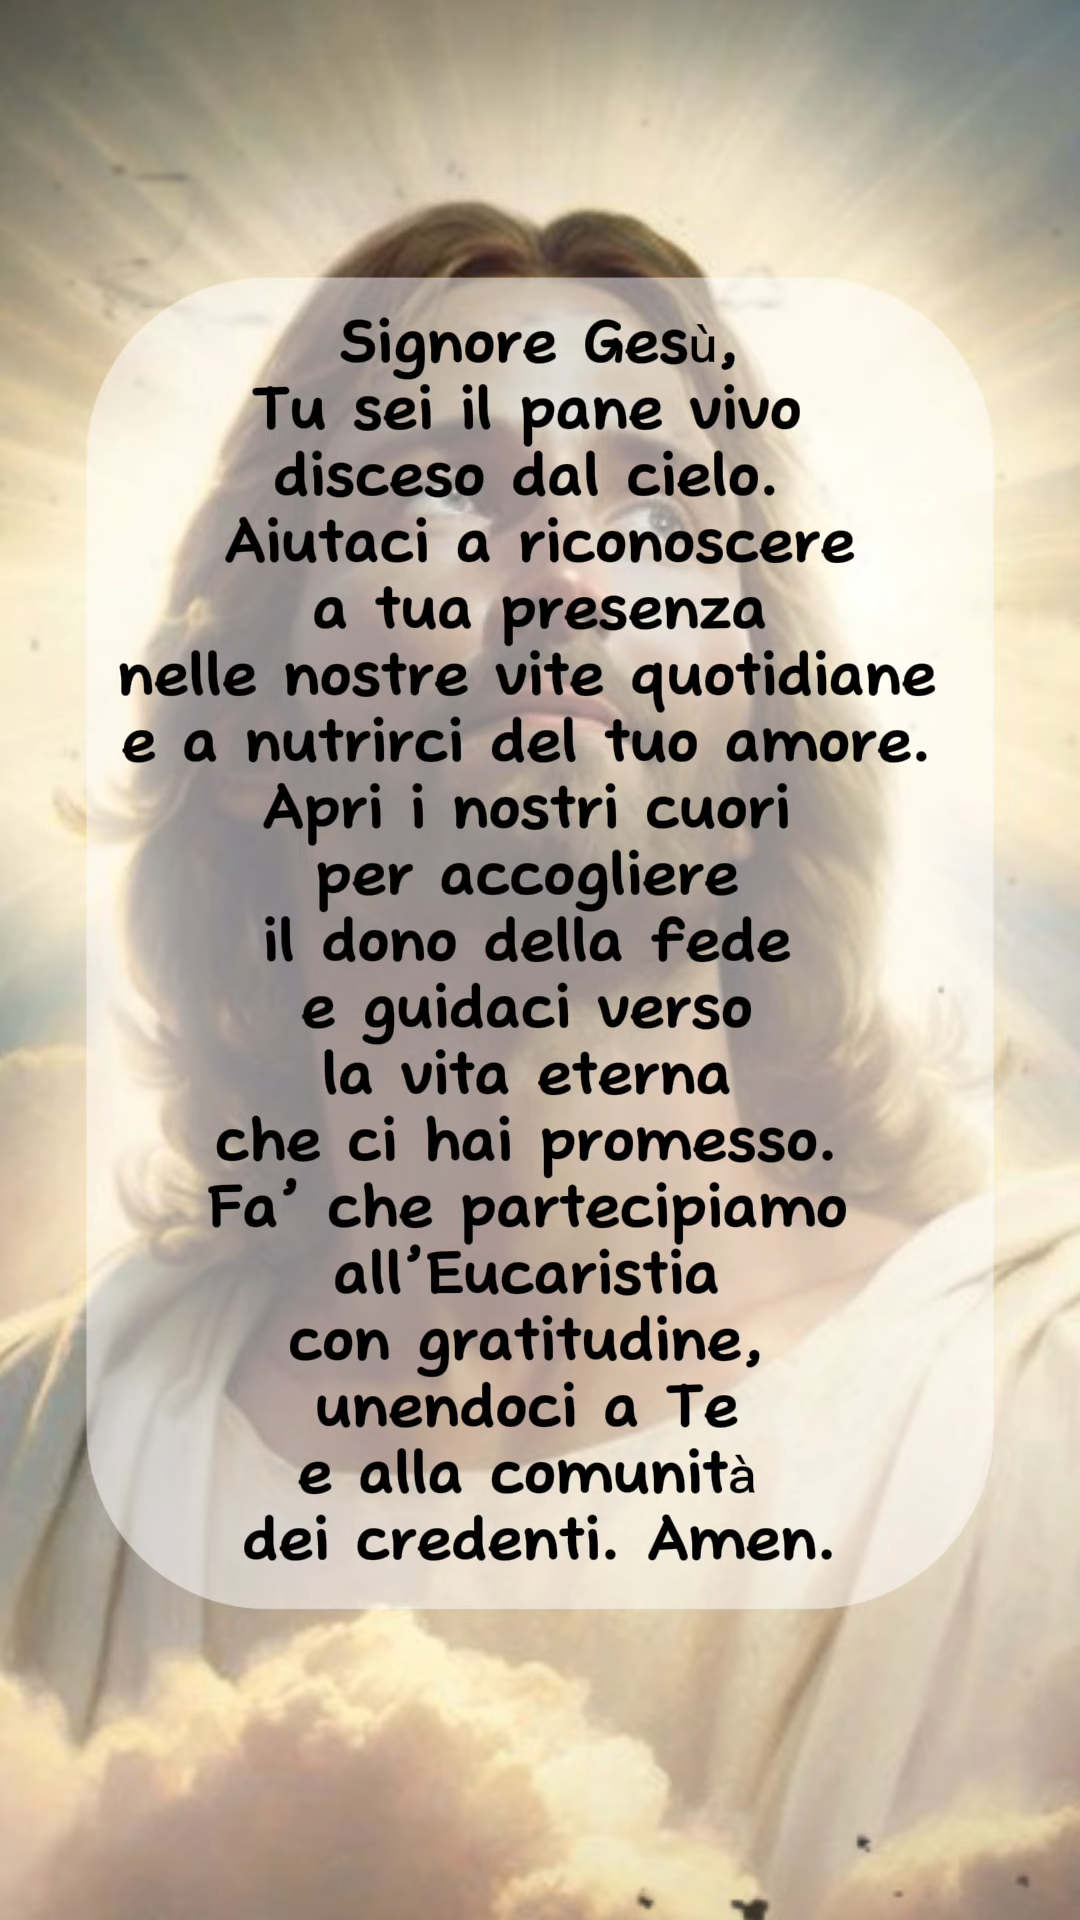 Signore Gesù,
Tu sei il pane vivo
disceso dal cielo.
Aiutaci a riconoscere
a tua presenza
nelle nostre vite quotidiane
e a nutrirci del tuo amore.
Apri i nostri cuori
per accogliere
il dono della fede
e guidaci verso
la vita eterna
che ci hai promesso.
Fa’ che partecipiamo
all’Eucaristia
con gratitudine,
unendoci a Te
e alla comunità
dei credenti. Amen.